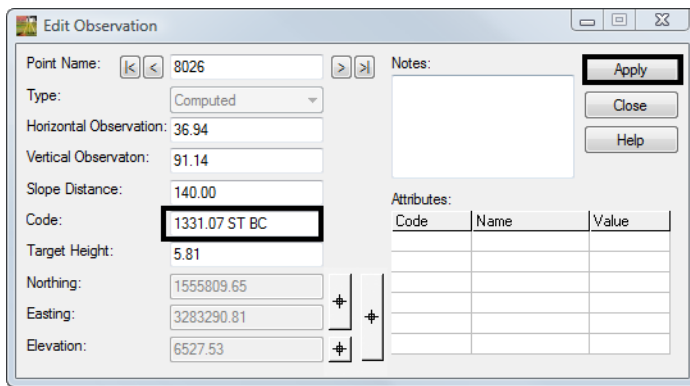 Edit Observation
Point Name: |< < 8026 > >|
Type: Computed
Horizontal Observation: 36.94
Vertical Observaton: 91.14
Slope Distance: 140.00
Code: 1331.07 ST BC
Target Height: 5.81
Northing: 1555809.65
Easting: 3283290.81
Elevation: 6527.53
Notes:
Apply
Close
Help
Attributes:
Code Name Value